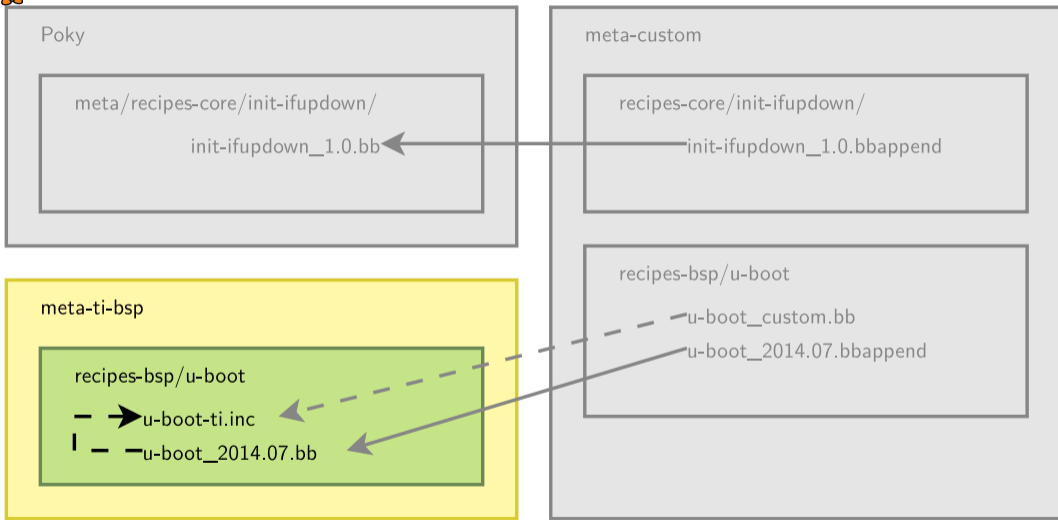 Poky
meta/recipes-core/init-ifupdown/
init-ifupdown_1.0.bb
meta-custom
recipes-core/init-ifupdown/
init-ifupdown_1.0.bbappend
recipes-bsp/u-boot
u-boot_custom.bb
u-boot_2014.07.bbappend
meta-ti-bsp
recipes-bsp/u-boot
u-boot-ti.inc
u-boot_2014.07.bb